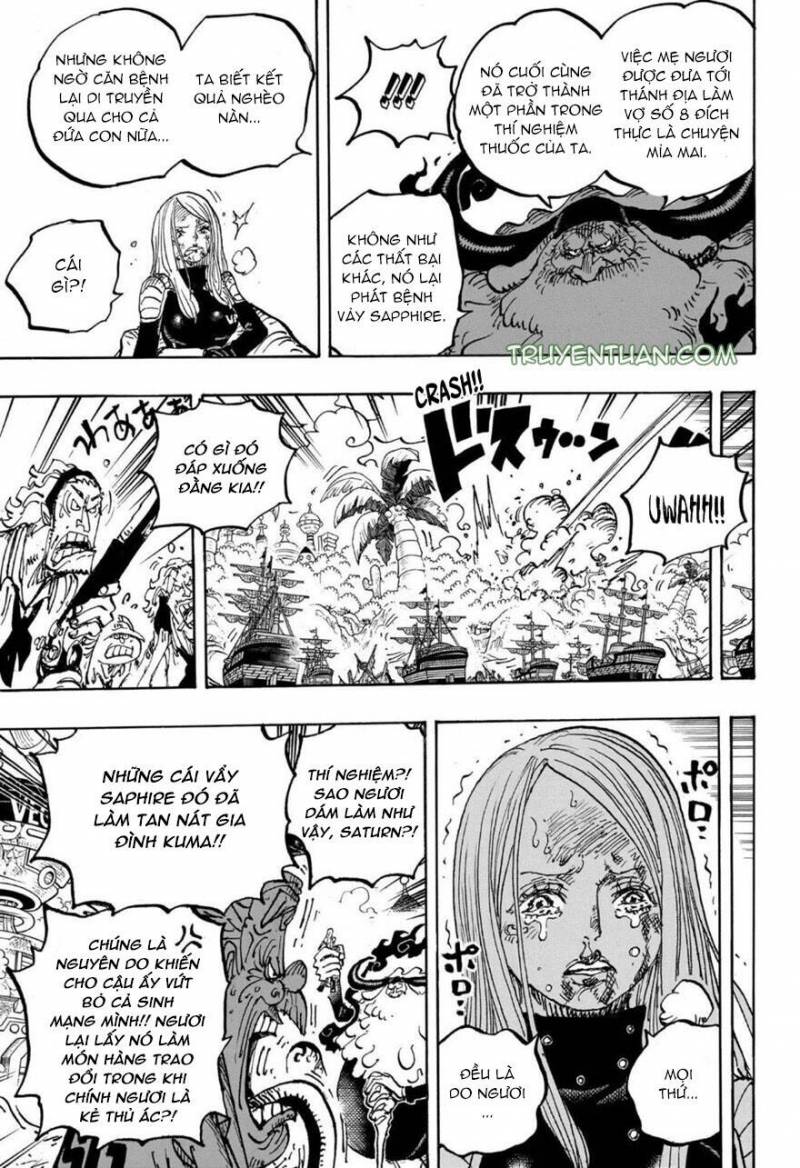 VIỆC MẸ NGƯƠI
ĐƯỢC ĐƯA TỚI
THÁNH ĐỊA LÀM
VỢ SỐ 8 ĐÍCH
THỰC LÀ CHUYỆN
MỈA MAI.
NÓ CUỐI CÙNG
ĐÃ TRỞ THÀNH
MỘT PHẦN TRONG
THÍ NGHIỆM
THUỐC CỦA TA.
!!!
KHÔNG NHƯ
CÁC THẤT BẠI
KHÁC, NÓ LẠI
PHÁT BỆNH
VẢY SAPPHIRE.
TRUYENTUAN.COM
TA BIẾT KẾT
QUẢ NGHÈO
NÀN...
NHƯNG KHÔNG
NGỜ CĂN BỆNH
LẠI DI TRUYỀN
QUA CHO CẢ
ĐỨA CON NỮA...
CÁI
GÌ?!
UWAHH!!
CRASH!!
ドスゥーン
CÓ GÌ ĐÓ
ĐÁP XUỐNG
ĐẰNG KIA!!
わああぁ
ポロ
ポロ
MỌI
THỨ...
ĐỀU LÀ
DO NGƯƠI
...
THÍ NGHIỆM?!
SAO NGƯƠI
DÁM LÀM NHƯ
VẬY, SATURN?!
NHỮNG CÁI VẨY
SAPHIRE ĐÓ ĐÃ
LÀM TAN NÁT GIA
ĐÌNH KUMA!!
CHÚNG LÀ
NGUYÊN DO KHIẾN
CHO CẬU ẤY VỨT
BỎ CẢ SINH
MẠNG MÌNH!! NGƯƠI
LẠI LẤY NÓ LÀM
MÓN HÀNG TRAO
ĐỔI TRONG KHI
CHÍNH NGƯƠI LÀ
KẺ THỦ ÁC?!